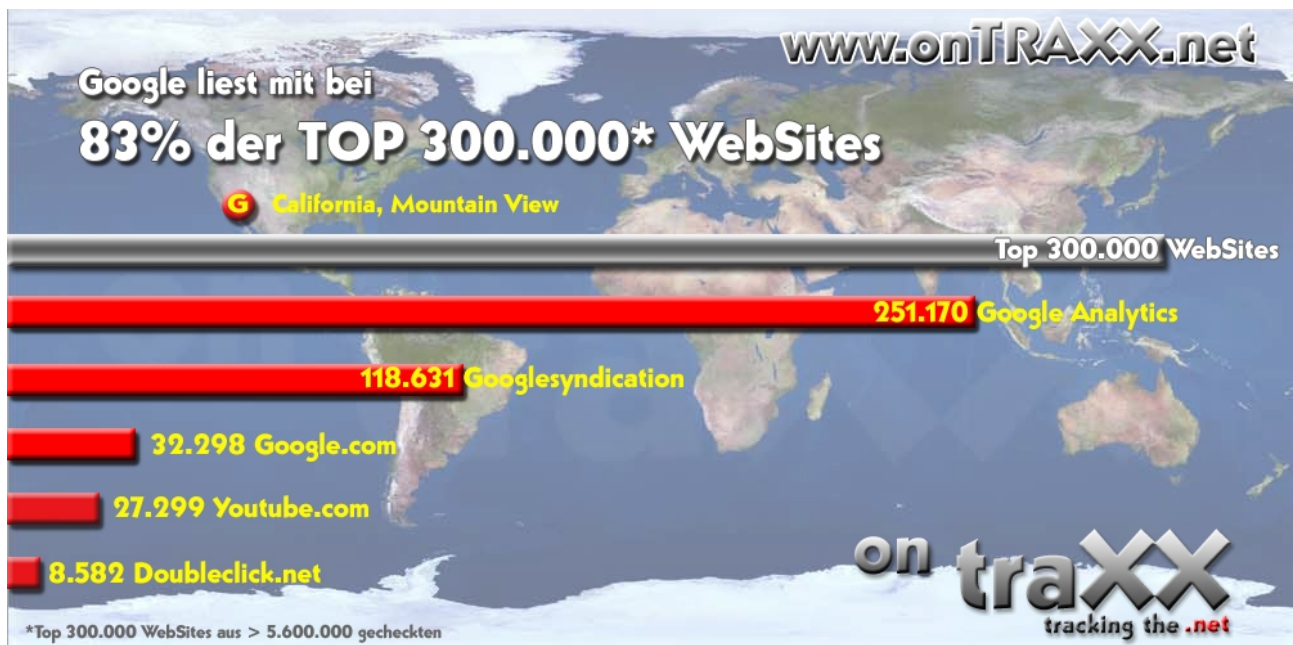 www.onTRAXX.net
Google liest mit bei
83% der TOP 300.000* WebSites
G California, Mountain View
Top 300.000 WebSites
251.170 Google Analytics
118.631 Googlesyndication
32.298 Google.com
27.299 Youtube.com
8.582 Doubleclick.net
on traXX
tracking the .net
*Top 300.000 WebSites aus > 5.600.000 gecheckten